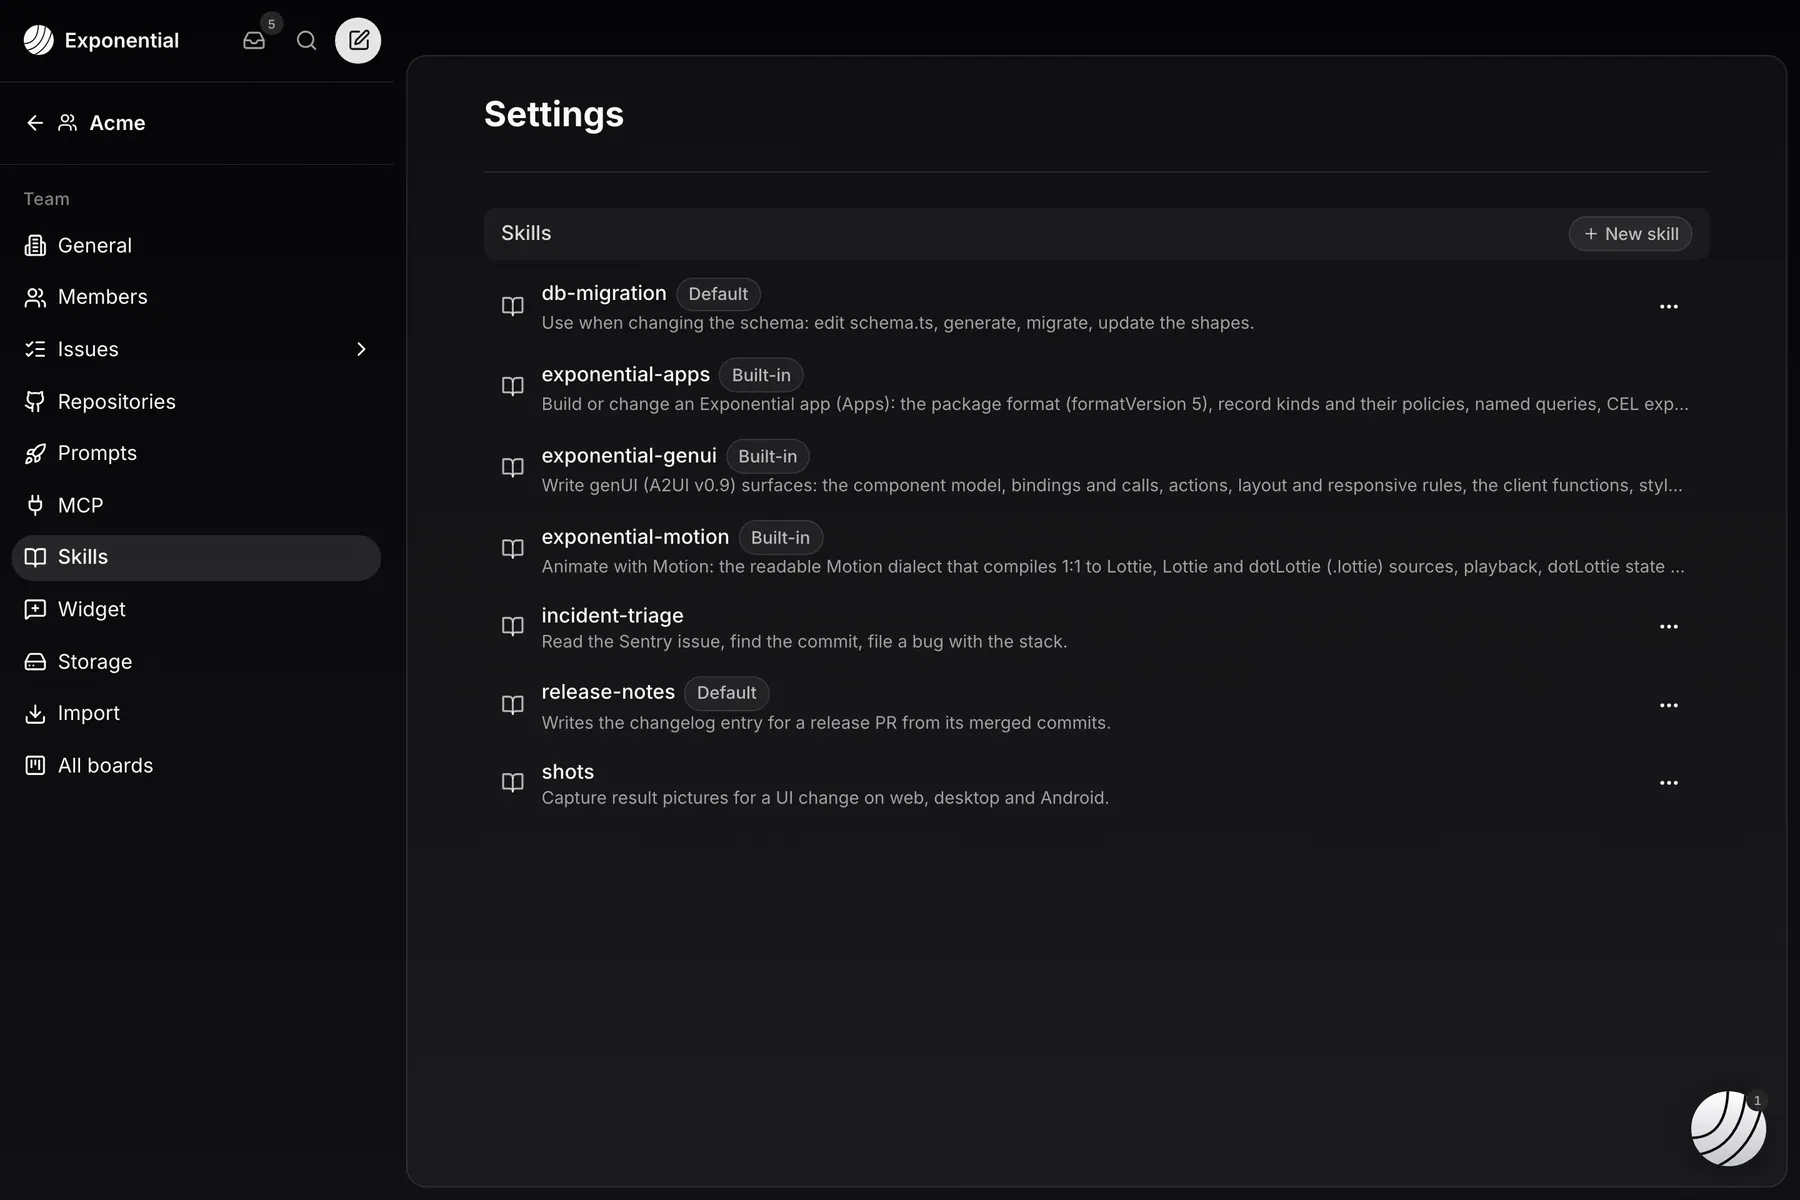 Exponential
5
Acme
Team
General
Members
Issues
Repositories
Prompts
MCP
Skills
Widget
Storage
Import
All boards
Settings
Skills
+ New skill
db-migration Default
Use when changing the schema: edit schema.ts, generate, migrate, update the shapes.
exponential-apps Built-in
Build or change an Exponential app (Apps): the package format (formatVersion 5), record kinds and their policies, named queries, CEL exp...
exponential-genui Built-in
Write genUI (A2UI v0.9) surfaces: the component model, bindings and calls, actions, layout and responsive rules, the client functions, styl...
exponential-motion Built-in
Animate with Motion: the readable Motion dialect that compiles 1:1 to Lottie, Lottie and dotLottie (.lottie) sources, playback, dotLottie state ...
incident-triage
Read the Sentry issue, find the commit, file a bug with the stack.
release-notes Default
Writes the changelog entry for a release PR from its merged commits.
shots
Capture result pictures for a UI change on web, desktop and Android.
1